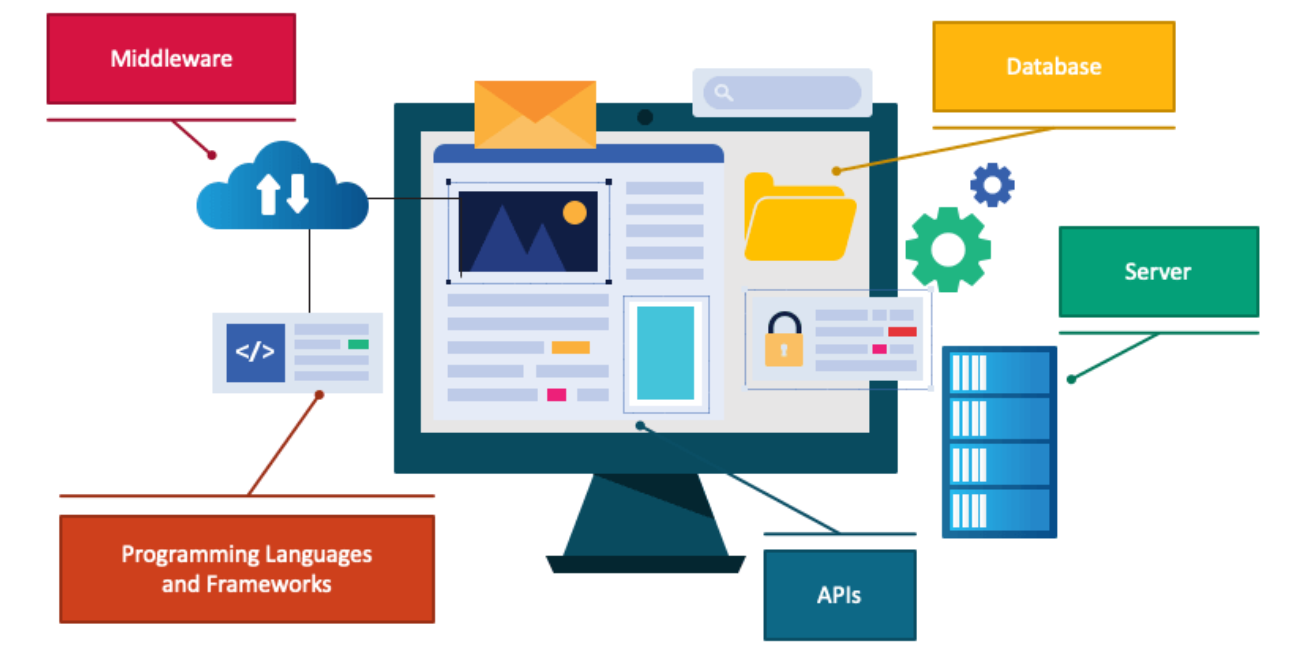 Middleware
Database
Server
</>
Programming Languages
and Frameworks
APIs